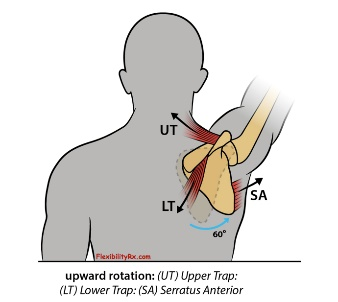 UT
LT
SA
60°
FlexibilityRx.com
upward rotation: (UT) Upper Trap:
(LT) Lower Trap: (SA) Serratus Anterior